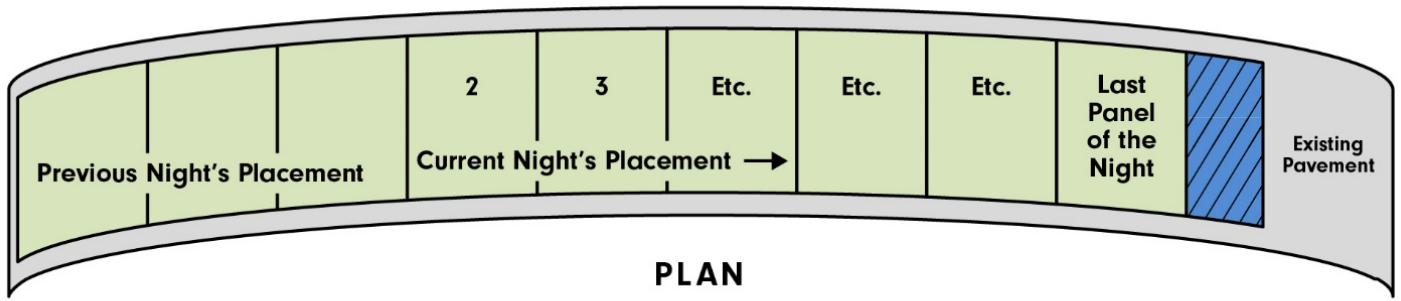 2
3
Etc.
Etc.
Etc.
Last
Panel
of the
Night
Previous Night's Placement
Current Night's Placement
Existing
Pavement
PLAN